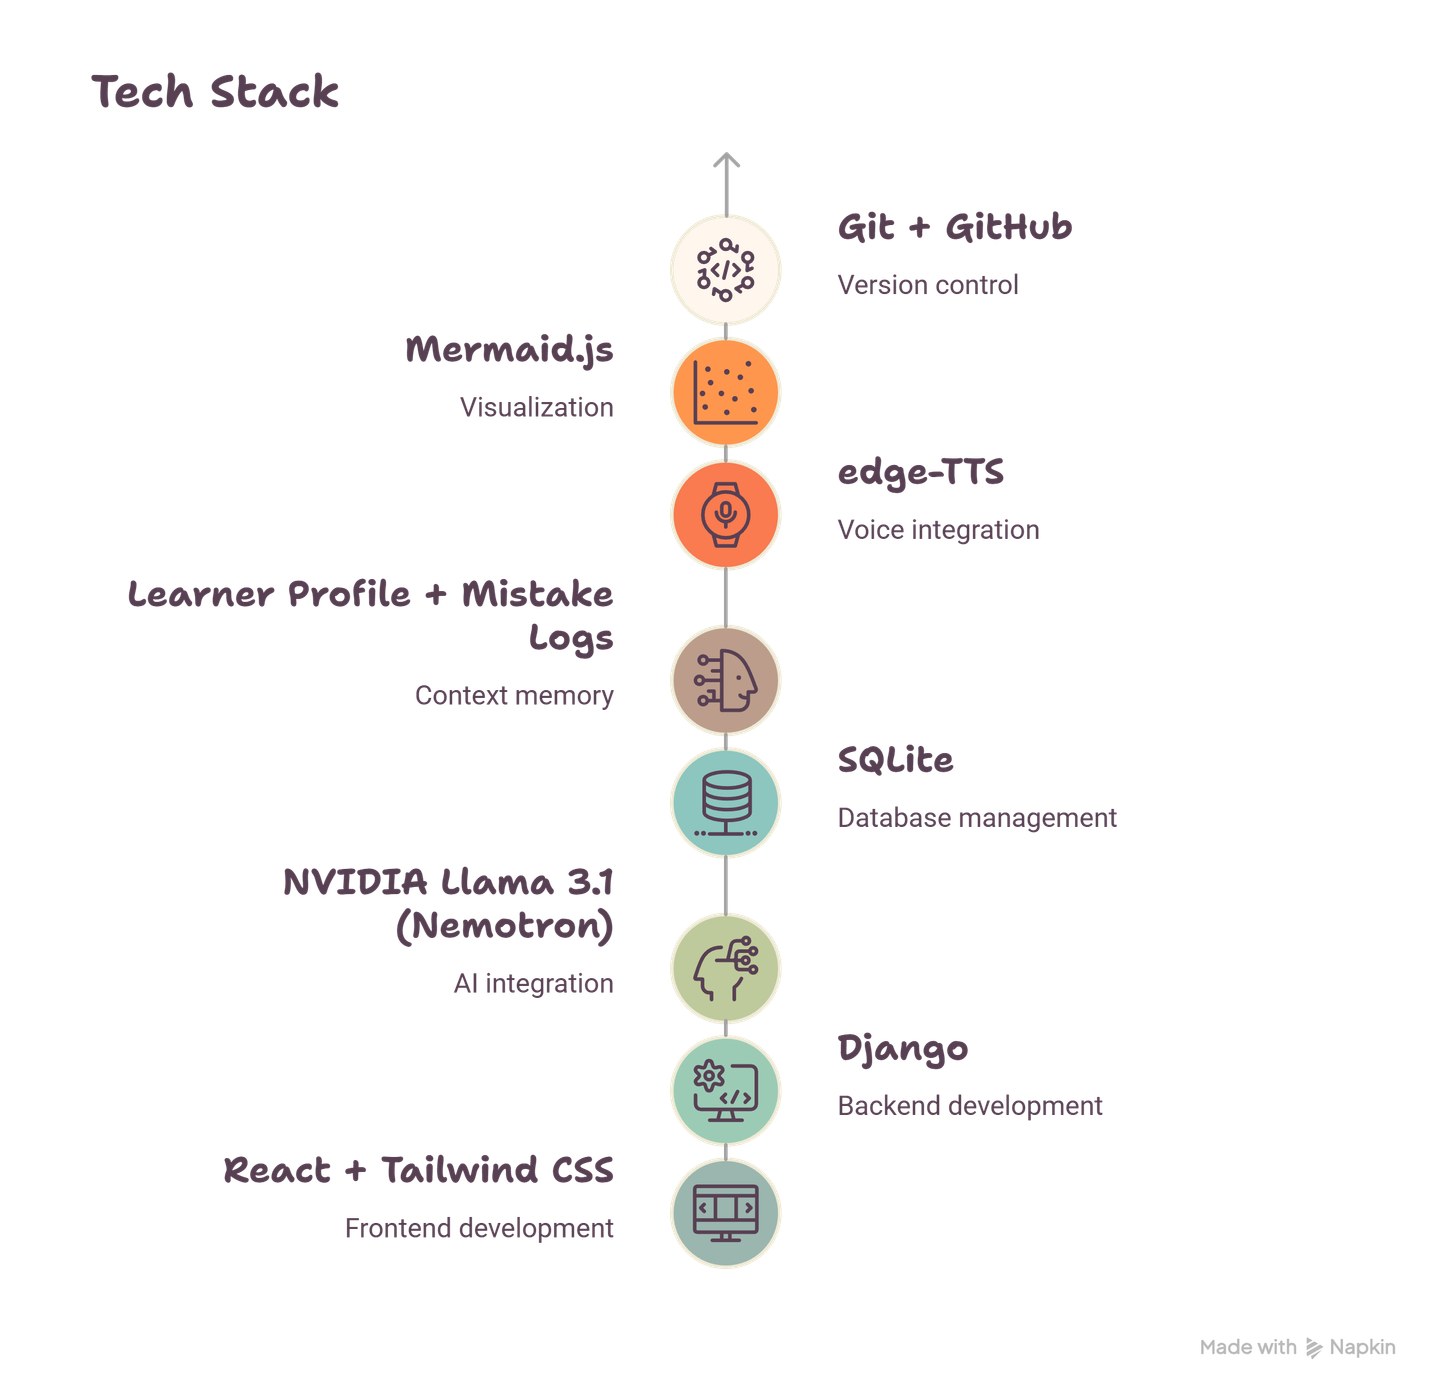 Tech Stack
Git + GitHub
Version control
Mermaid.js
Visualization
edge-TTS
Voice integration
Learner Profile + Mistake
Logs
Context memory
SQLite
Database management
NVIDIA Llama 3.1
(Nemotron)
AI integration
Django
Backend development
React + Tailwind CSS
Frontend development
Made with Napkin